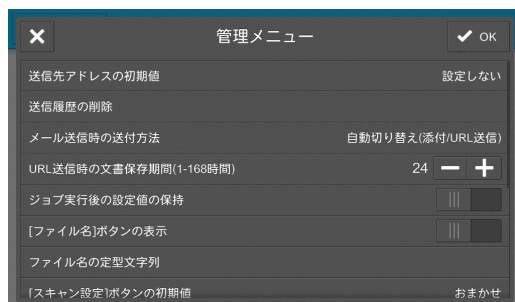 管理メニュー
OK
送信先アドレスの初期値 設定しない
送信履歴の削除
メール送信時の送付方法 自動切り替え(添付/URL送信)
URL送信時の文書保存期間(1-168時間) 24
ジョブ実行後の設定値の保持
[ファイル名]ボタンの表示
ファイル名の定型文字列
[スキャン設定]ボタンの初期値 おまかせ